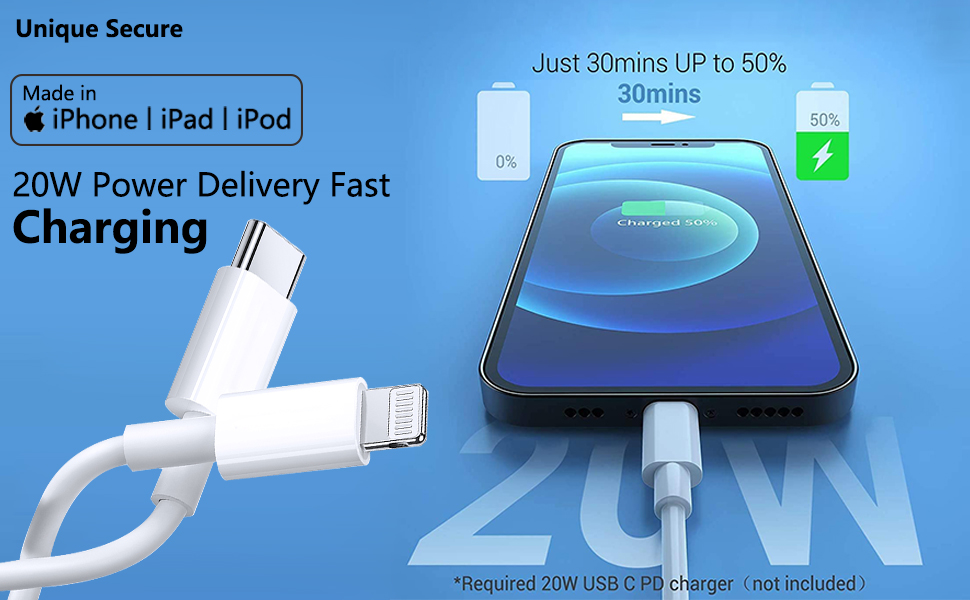 Unique Secure
Made in
iPhone | iPad | iPod
20W Power Delivery Fast
Charging
Just 30mins UP to 50%
30mins
0%
50%
Charged 50%
20W
*Required 20W USB C PD charger（not included）